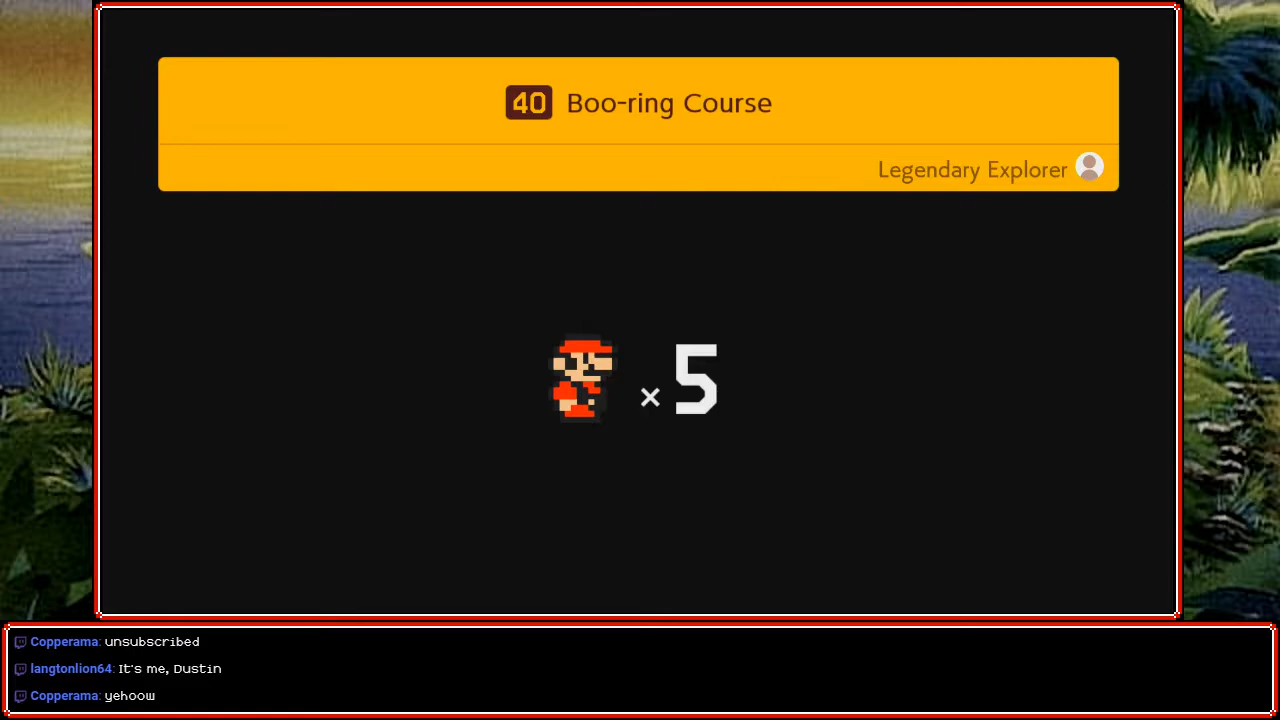 40 Boo-ring Course
Legendary Explorer
× 5
Copperama: unsubscribed
langtonlion64: It's me, Dustin
Copperama: yehoow